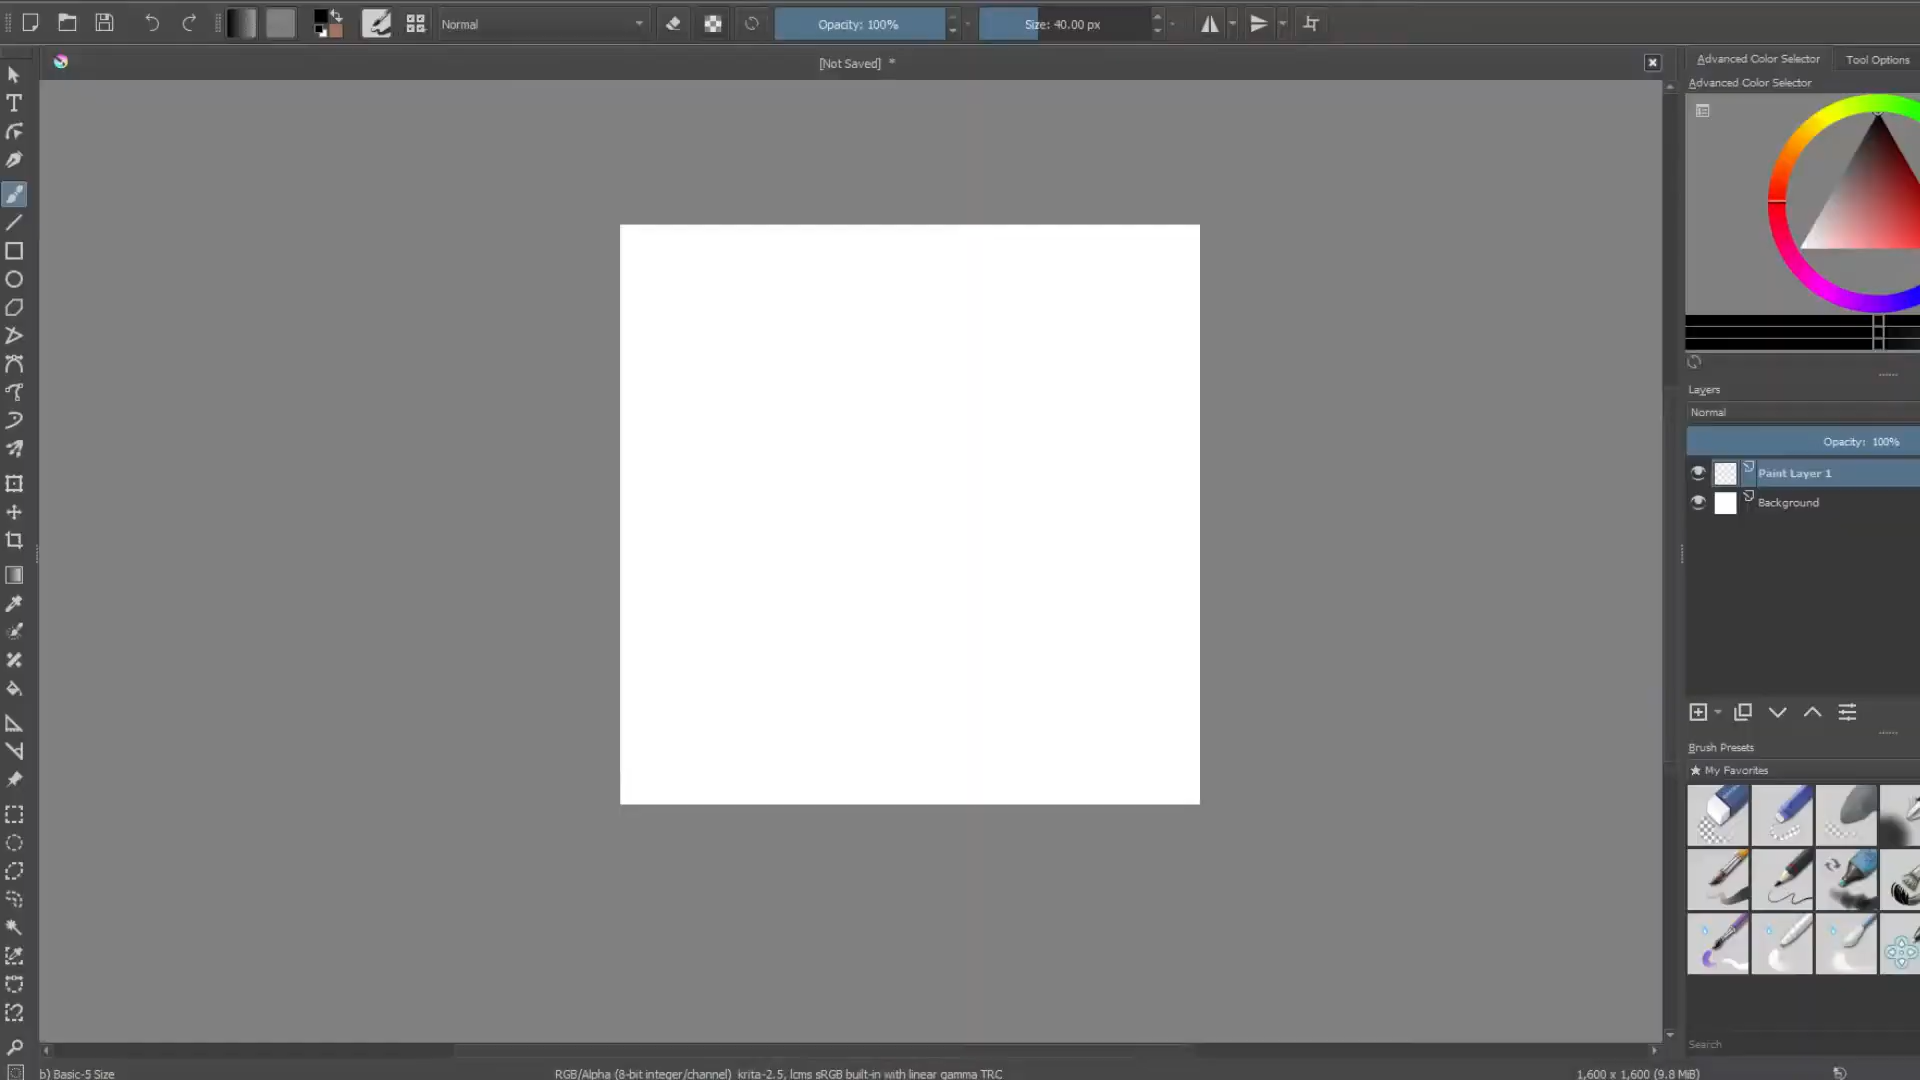 Normal
Opacity: 100%
Size: 40.00 px
[Not Saved] *
Advanced Color Selector
Tool Options
Advanced Color Selector
Layers
Normal
Opacity: 100%
Paint Layer 1
Background
Brush Presets
★ My Favorites
Search
b) Basic-5 Size
RGB/Alpha (8-bit integer/channel) krita-2.5, lcms sRGB built-in with linear gamma TRC
1,600 x 1,600 (9.8 MiB)